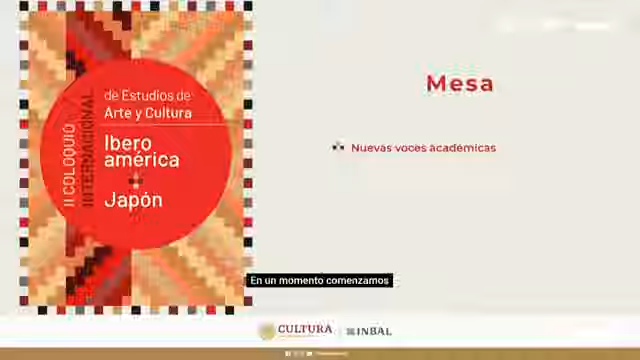 II COLOQUIO
INTERNACIONAL
de Estudios de
Arte y Cultura
Ibero
américa
Japón
Mesa
Nuevas voces académicas
En un momento comenzamos
CULTURA
INBAL